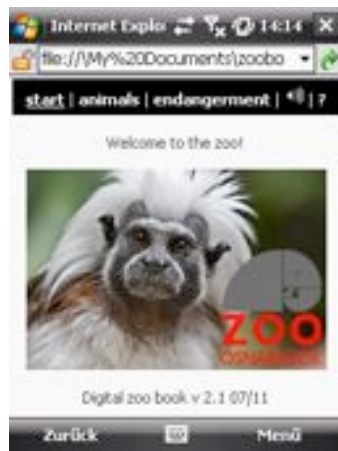 Internet Explo 14:14
file://\My%20Documents\zoobo
start | animals | endangerment | | ?
Welcome to the zoo!
ZOO
OSNABRÜCK
Digital zoo book v 2.1 07/11
Zurück Menü